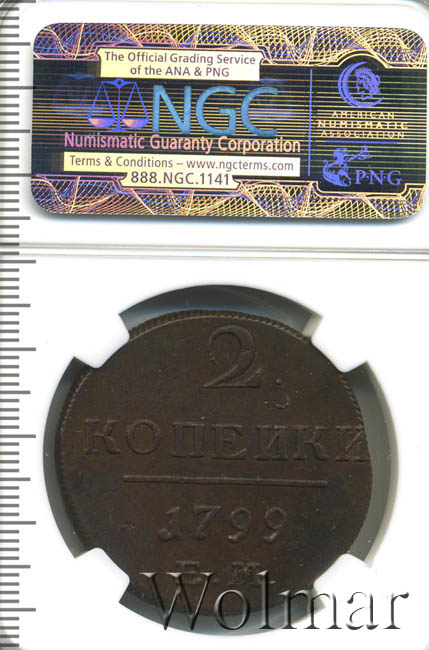 The Official Grading Service
of the ANA & PNG
NGC
Numismatic Guaranty Corporation
Terms & Conditions – www.ngcterms.com
888.NGC.1141
AMERICAN
NUMISMATIC
ASSOCIATION
PNG
2
КОПЕЙКИ
1799
Е.М.
Wolmar